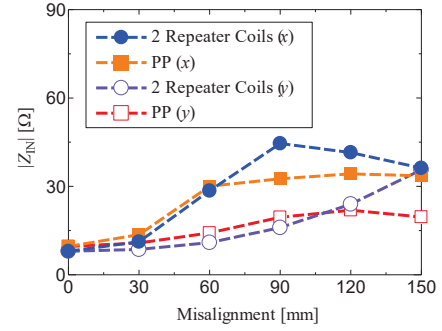 90
60
30
0
|Z_IN| [Ω]
2 Repeater Coils (x)
PP (x)
2 Repeater Coils (y)
PP (y)
0 30 60 90 120 150
Misalignment [mm]